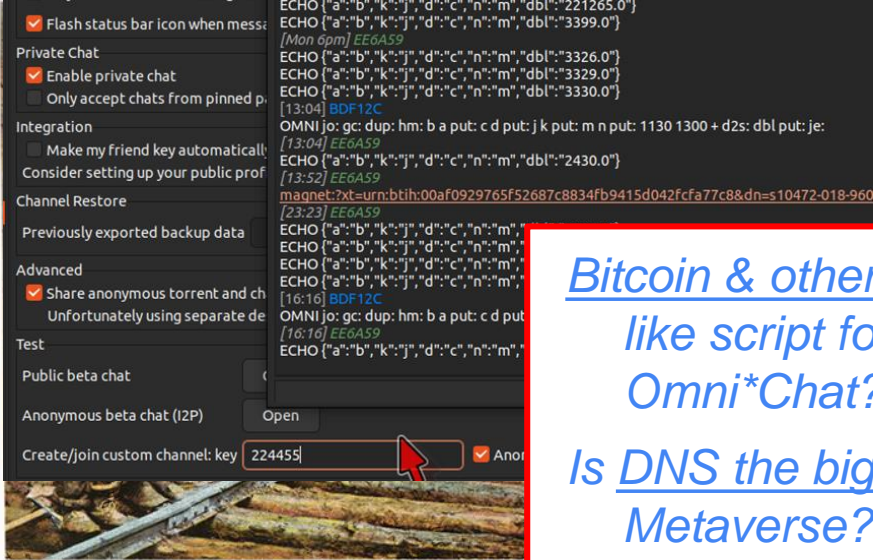 Flash status bar icon when messa
Private Chat
Enable private chat
Only accept chats from pinned pa
Integration
Make my friend key automatically
Consider setting up your public prof
Channel Restore
Previously exported backup data
Advanced
Share anonymous torrent and ch
Unfortunately using separate de
Test
Public beta chat
Anonymous beta chat (I2P) Open
Create/join custom channel: key 224455 Anon
ECHO {"a":"b","k":"j","d":"c","n":"m","dbl":"221265.0"}
ECHO {"a":"b","k":"j","d":"c","n":"m","dbl":"3399.0"}
[Mon 6pm] EE6A59
ECHO {"a":"b","k":"j","d":"c","n":"m","dbl":"3326.0"}
ECHO {"a":"b","k":"j","d":"c","n":"m","dbl":"3329.0"}
ECHO {"a":"b","k":"j","d":"c","n":"m","dbl":"3330.0"}
[13:04] BDF12C
OMNI jo: gc: dup: hm: b a put: c d put: j k put: m n put: 1130 1300 + d2s: dbl put: je:
[13:04] EE6A59
ECHO {"a":"b","k":"j","d":"c","n":"m","dbl":"2430.0"}
[13:52] EE6A59
magnet:?xt=urn:btih:00af0929765f52687c8834fb9415d042fcfa77c8&dn=s10472-018-960
[23:23] EE6A59
ECHO {"a":"b","k":"j","d":"c","n":"m",
ECHO {"a":"b","k":"j","d":"c","n":"m",
ECHO {"a":"b","k":"j","d":"c","n":"m",
ECHO {"a":"b","k":"j","d":"c","n":"m",
[16:16] BDF12C
OMNI jo: gc: dup: hm: b a put: c d put
[16:16] EE6A59
ECHO {"a":"b","k":"j","d":"c","n":"m",
Bitcoin & other
like script fo
Omni*Chat?
Is DNS the big
Metaverse?